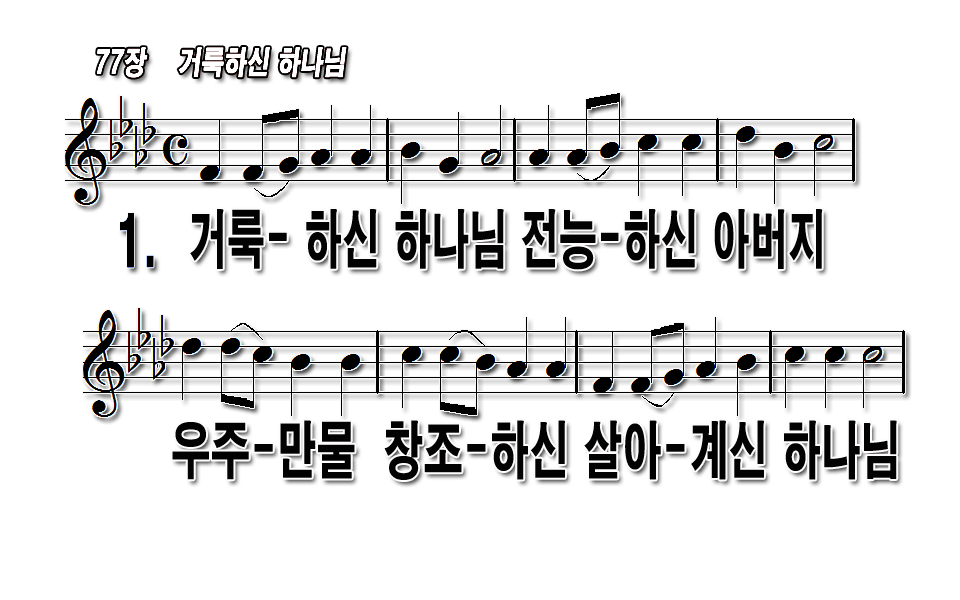 77장 거룩하신 하나님
1. 거룩- 하신 하나님 전능-하신 아버지
우주-만물 창조-하신 살아-계신 하나님